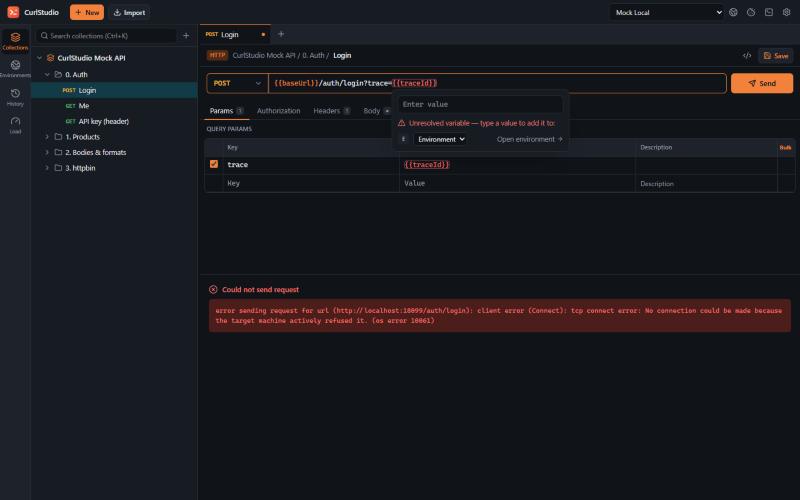 CurlStudio
+ New
Import
Mock Local
Collections
Environments
History
Load
Search collections (Ctrl+K)
CurlStudio Mock API
0. Auth
POST Login
GET Me
GET API key (header)
1. Products
2. Bodies & formats
3. httpbin
POST Login
HTTP CurlStudio Mock API / 0. Auth / Login
</> Save
POST {{baseUrl}}/auth/login?trace={{traceId}} Send
Enter value
Unresolved variable — type a value to add it to:
E Environment Open environment →
Params 1 Authorization Headers 1 Body
QUERY PARAMS
Key Description Bulk
trace {{traceId}}
Key Value Description
Could not send request
error sending request for url (http://localhost:18099/auth/login): client error (Connect): tcp connect error: No connection could be made because
the target machine actively refused it. (os error 10061)